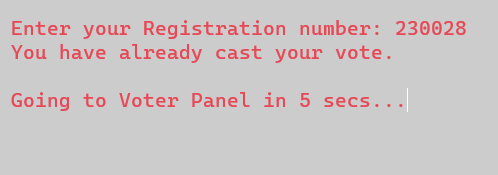 Enter your Registration number: 230028
You have already cast your vote.
Going to Voter Panel in 5 secs...